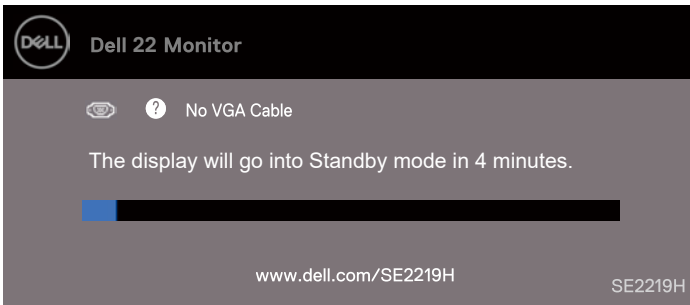 DELL
Dell 22 Monitor
? No VGA Cable
The display will go into Standby mode in 4 minutes.
www.dell.com/SE2219H
SE2219H